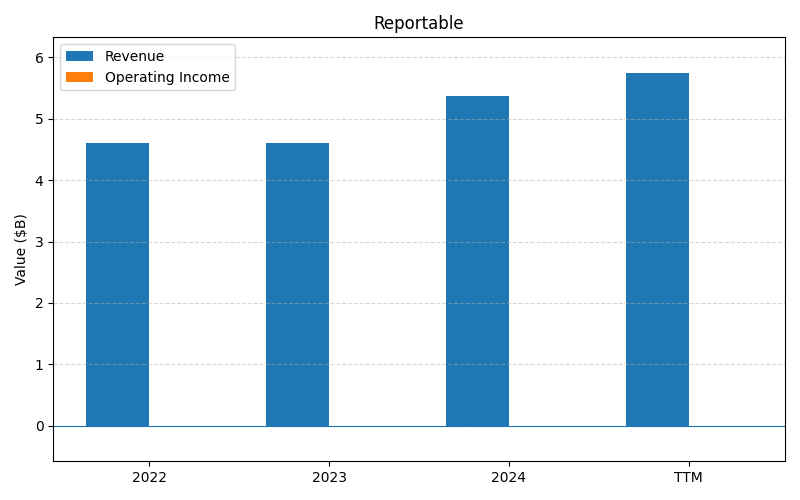 Reportable
Revenue
Operating Income
Value ($B)
6
5
4
3
2
1
0
2022
2023
2024
TTM